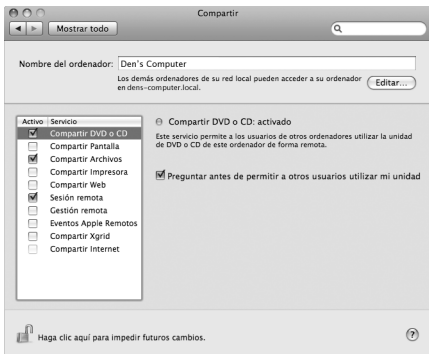 Compartir
Mostrar todo
Nombre del ordenador: Den's Computer
Los demás ordenadores de su red local pueden acceder a su ordenador
en dens-computer.local.
Editar...
Activo Servicio
Compartir DVD o CD
Compartir Pantalla
Compartir Archivos
Compartir Impresora
Compartir Web
Sesión remota
Gestión remota
Eventos Apple Remotos
Compartir Xgrid
Compartir Internet
Compartir DVD o CD: activado
Este servicio permite a los usuarios de otros ordenadores utilizar la unidad
de DVD o CD de este ordenador de forma remota.
Preguntar antes de permitir a otros usuarios utilizar mi unidad
Haga clic aquí para impedir futuros cambios.
?